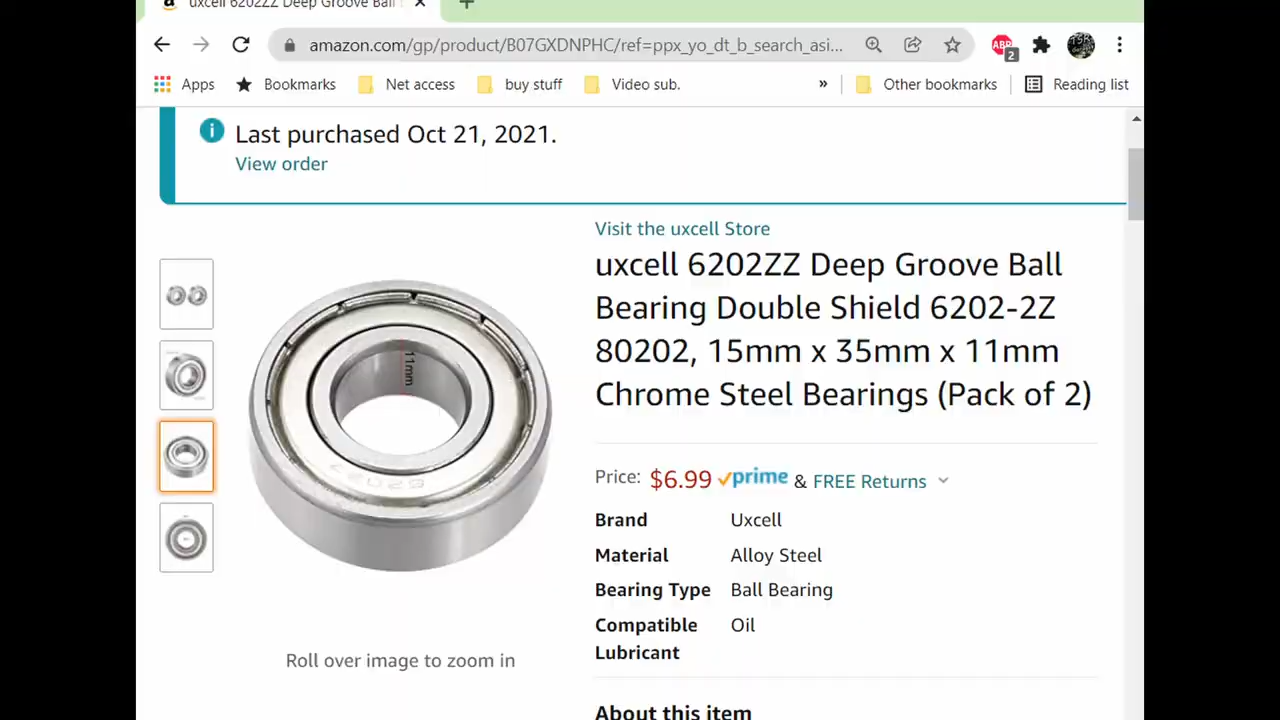 uxcell 6202ZZ Deep Groove Ball
amazon.com/gp/product/B07GXDNPHC/ref=ppx_yo_dt_b_search_asi...
ABP
2
Apps
Bookmarks
Net access
buy stuff
Video sub.
»
Other bookmarks
Reading list
Last purchased Oct 21, 2021.
View order
Visit the uxcell Store
uxcell 6202ZZ Deep Groove Ball
Bearing Double Shield 6202-2Z
80202, 15mm x 35mm x 11mm
Chrome Steel Bearings (Pack of 2)
11mm
Price: $6.99 prime & FREE Returns
Brand Uxcell
Material Alloy Steel
Bearing Type Ball Bearing
Compatible Oil
Lubricant
Roll over image to zoom in
About this item